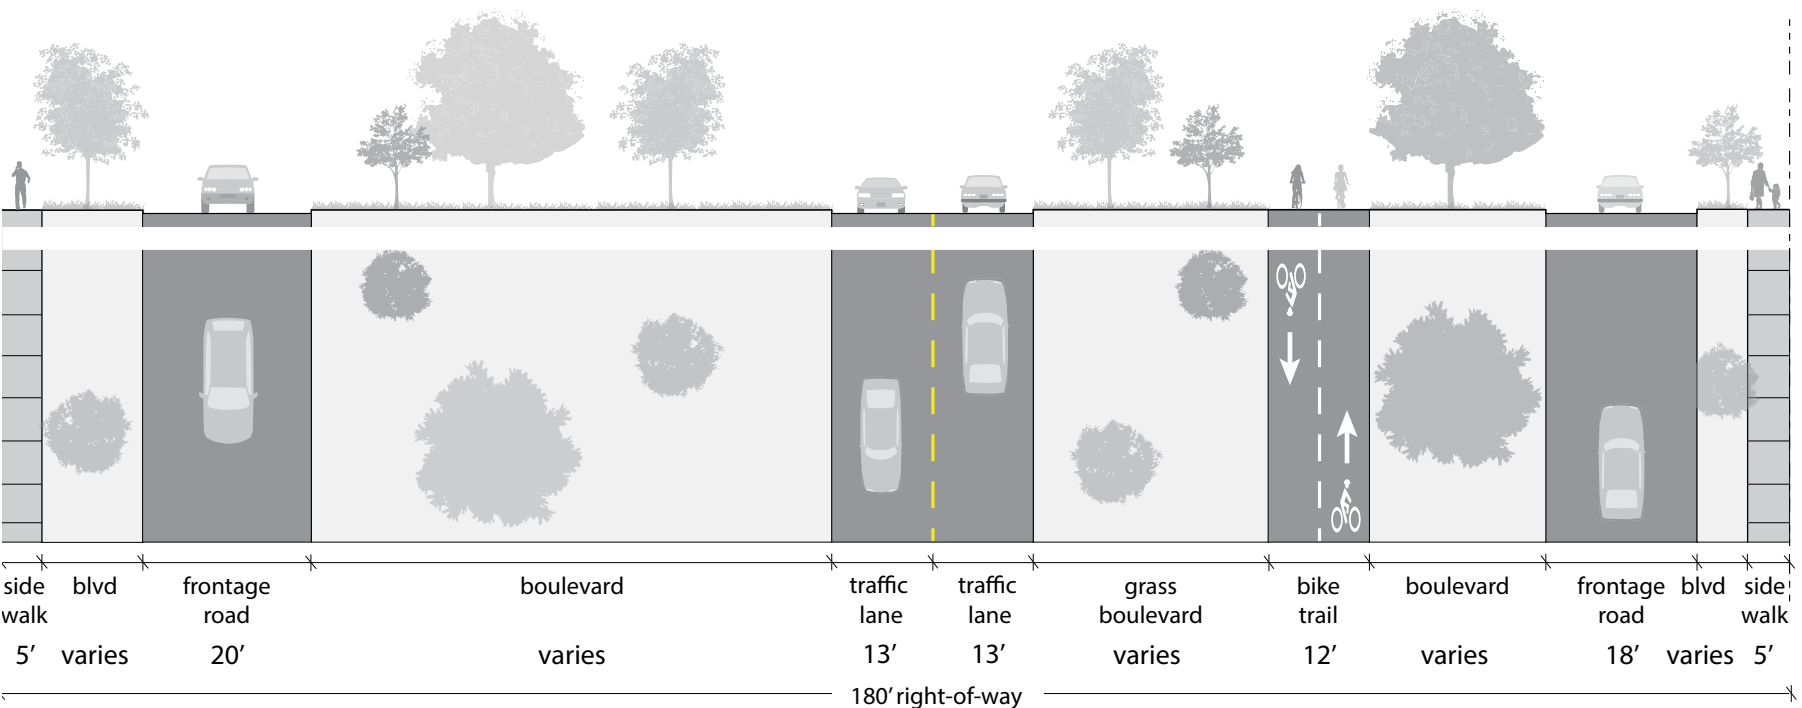 side walk
blvd
frontage road
boulevard
traffic lane
traffic lane
grass boulevard
bike trail
boulevard
frontage road
blvd
side walk
5’ varies 20’ varies 13’ 13’ varies 12’ varies 18’ varies 5’
180’ right-of-way